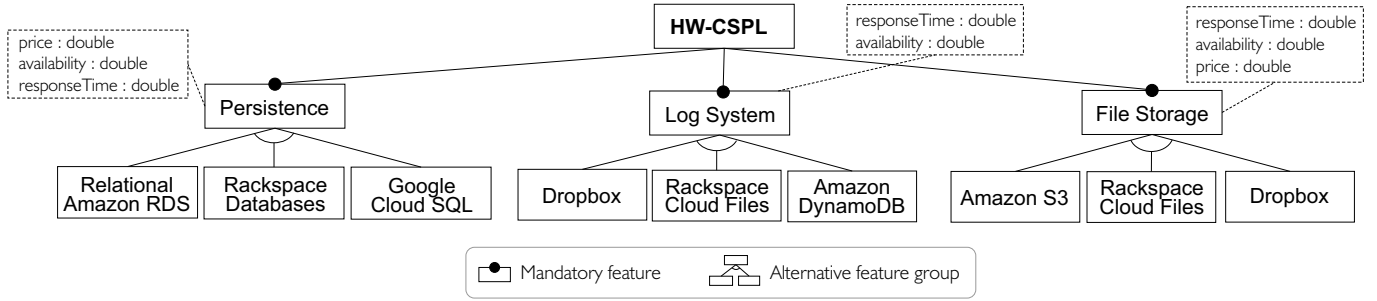 HW-CSPL
price : double
availability : double
responseTime : double
responseTime : double
availability : double
responseTime : double
availability : double
price : double
Persistence
Log System
File Storage
Relational
Amazon RDS
Rackspace
Databases
Google
Cloud SQL
Dropbox
Rackspace
Cloud Files
Amazon
DynamoDB
Amazon S3
Rackspace
Cloud Files
Dropbox
Mandatory feature
Alternative feature group